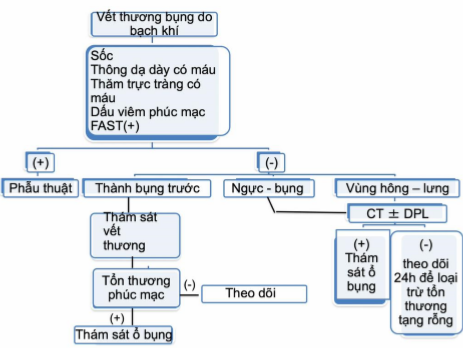 Vết thương bụng do
bạch khí
Sốc
Thông dạ dày có máu
Thăm trực tràng có
máu
Dấu viêm phúc mạc
FAST(+)
(+)
(-)
Phẫu thuật
Thành bụng trước
Ngực - bụng
Vùng hông – lưng
Thám sát
vết
thương
CT ± DPL
Tổn thương
phúc mạc
(-)
Theo dõi
(+)
Thám sát ổ bụng
(+)
Thám
sát ổ
bụng
(-)
theo dõi
24h để loại
trừ tổn
thương
tạng rỗng